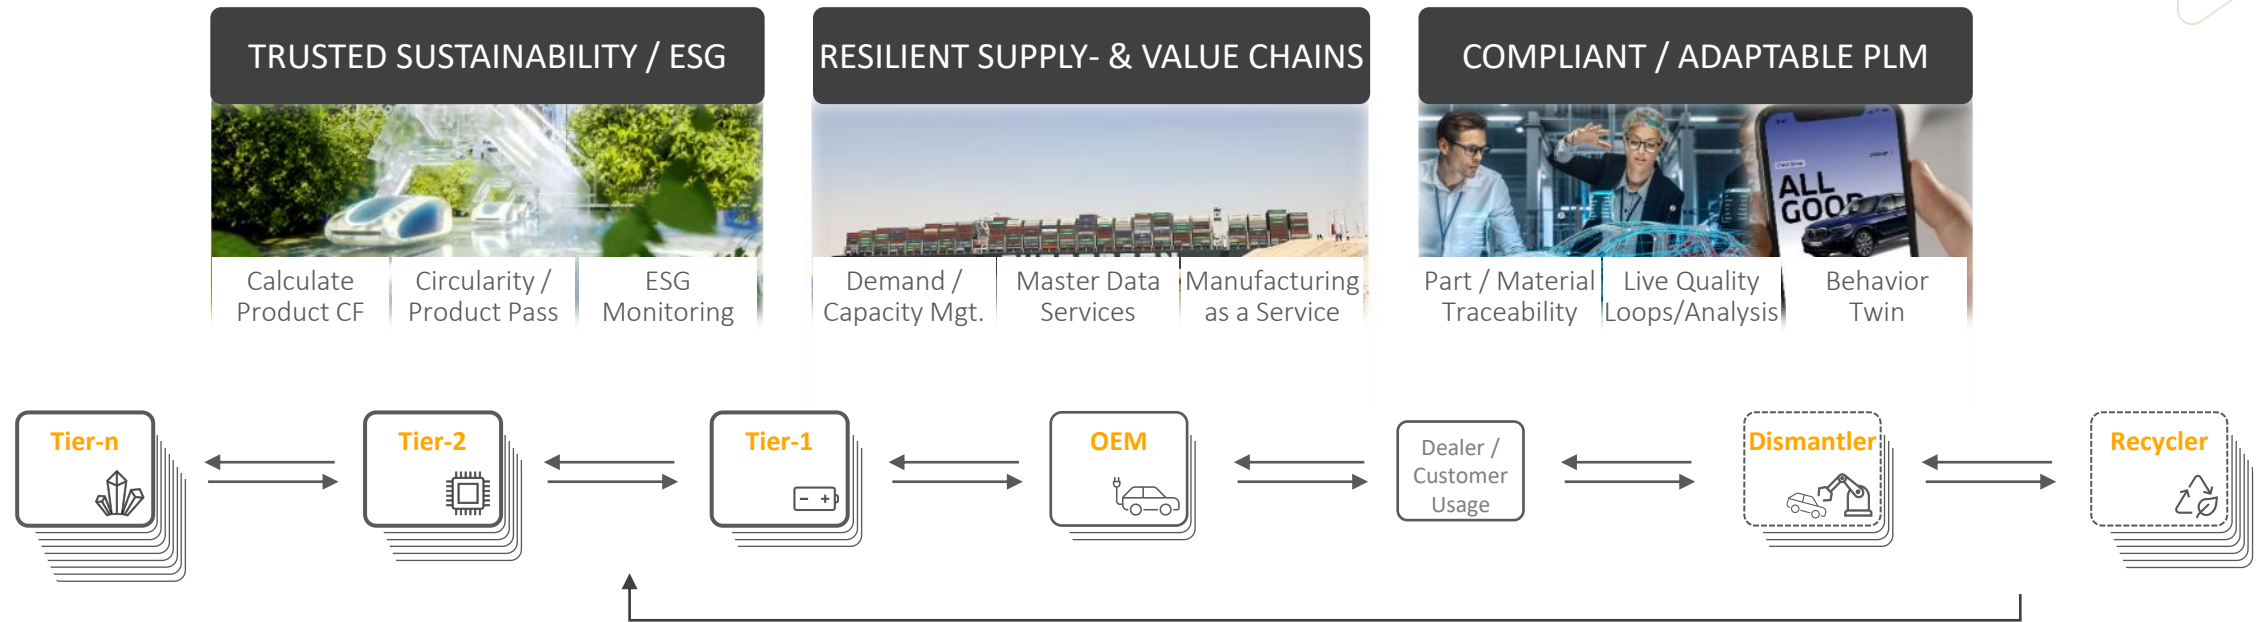 TRUSTED SUSTAINABILITY / ESG
RESILIENT SUPPLY- & VALUE CHAINS
COMPLIANT / ADAPTABLE PLM
ALL
GOOD
Calculate
Product CF
Circularity /
Product Pass
ESG
Monitoring
Demand /
Capacity Mgt.
Master Data
Services
Manufacturing
as a Service
Part / Material
Traceability
Live Quality
Loops/Analysis
Behavior
Twin
Tier-n
Tier-2
Tier-1
- +
OEM
Dealer /
Customer
Usage
Dismantler
Recycler